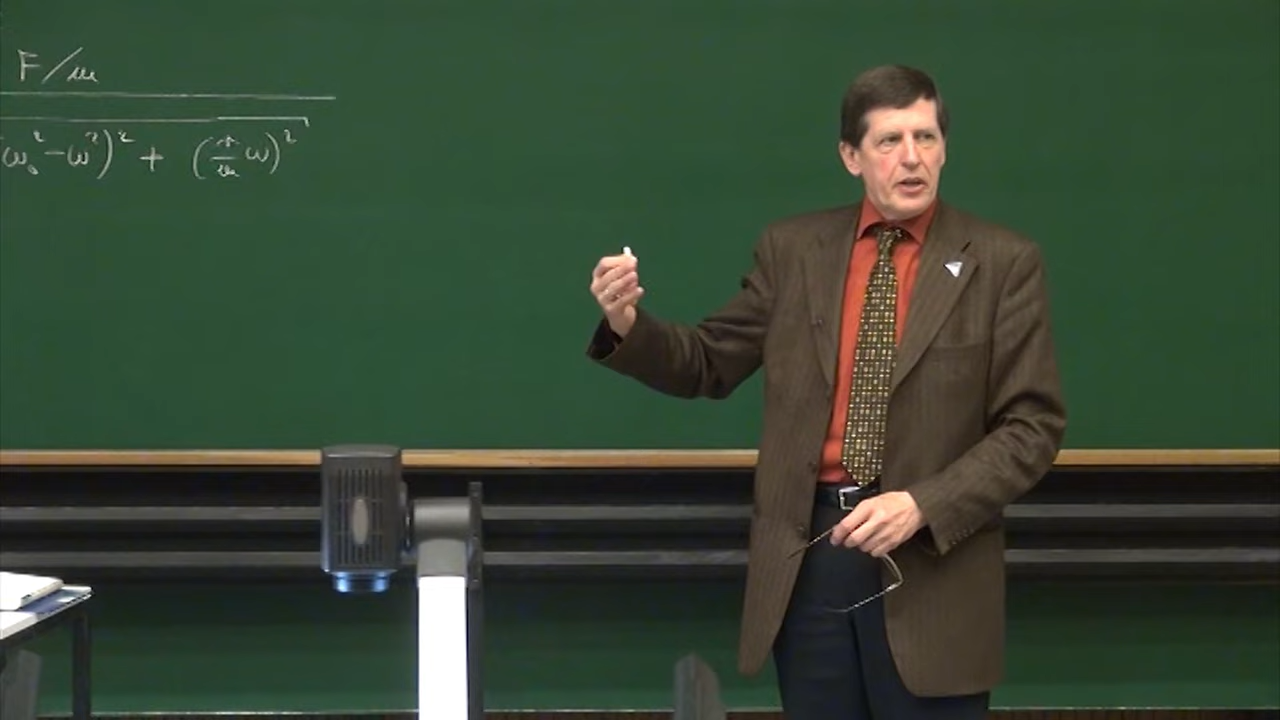 F/m
(ω₀² - ω²)² + (r/m ω)²